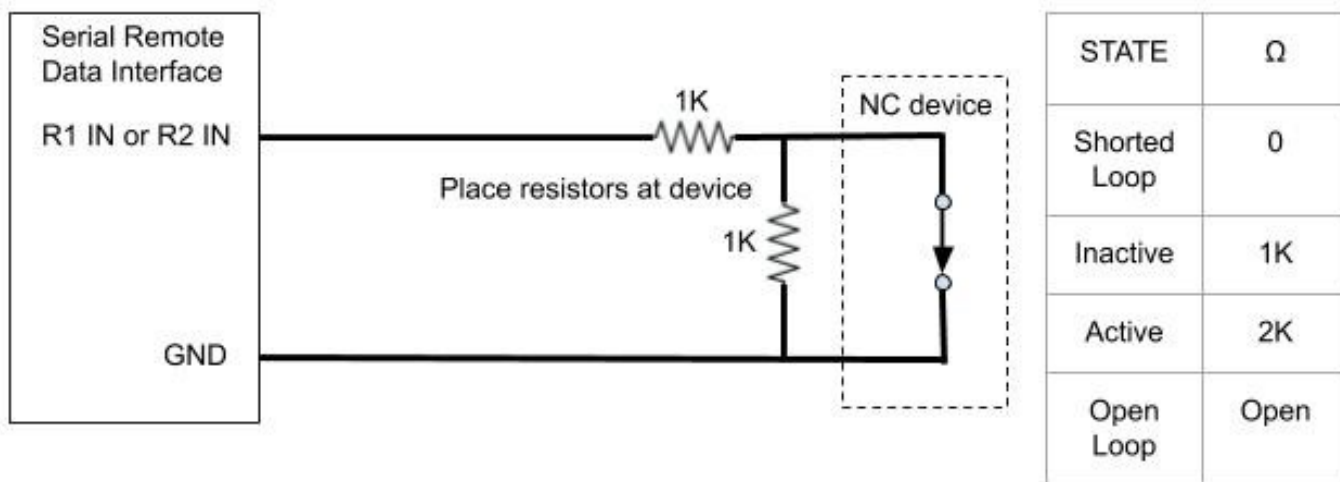 Serial Remote
Data Interface
R1 IN or R2 IN
GND
1K
Place resistors at device
1K
NC device
STATE Ω
Shorted
Loop 0
Inactive 1K
Active 2K
Open
Loop Open